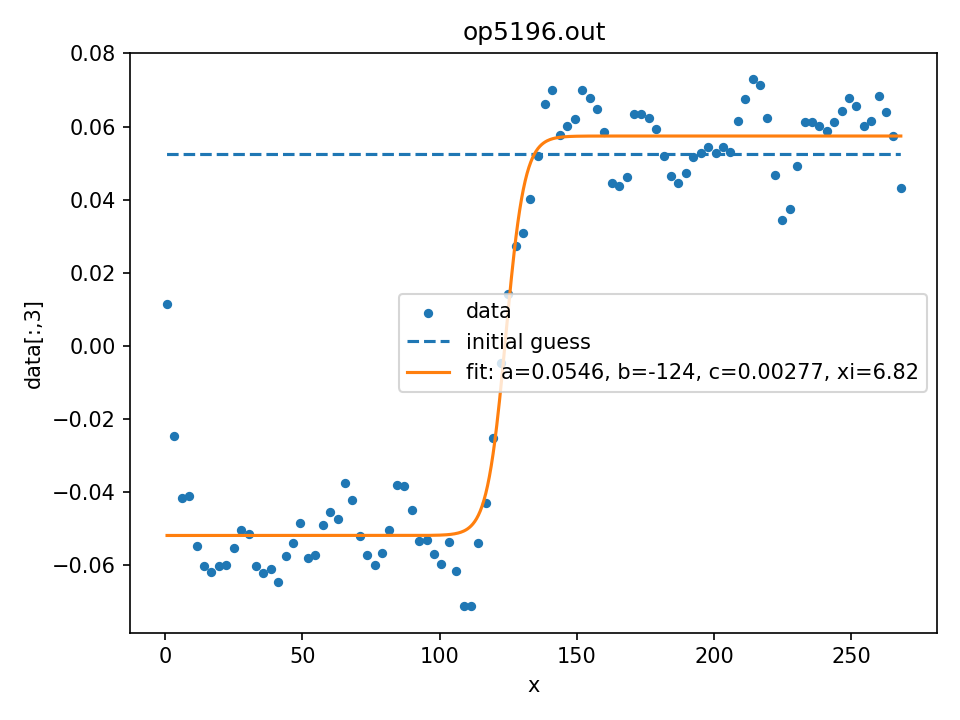 op5196.out
0.08
0.06
0.04
0.02
0.00
−0.02
−0.04
−0.06
data[:,3]
data
initial guess
fit: a=0.0546, b=-124, c=0.00277, xi=6.82
0 50 100 150 200 250
x